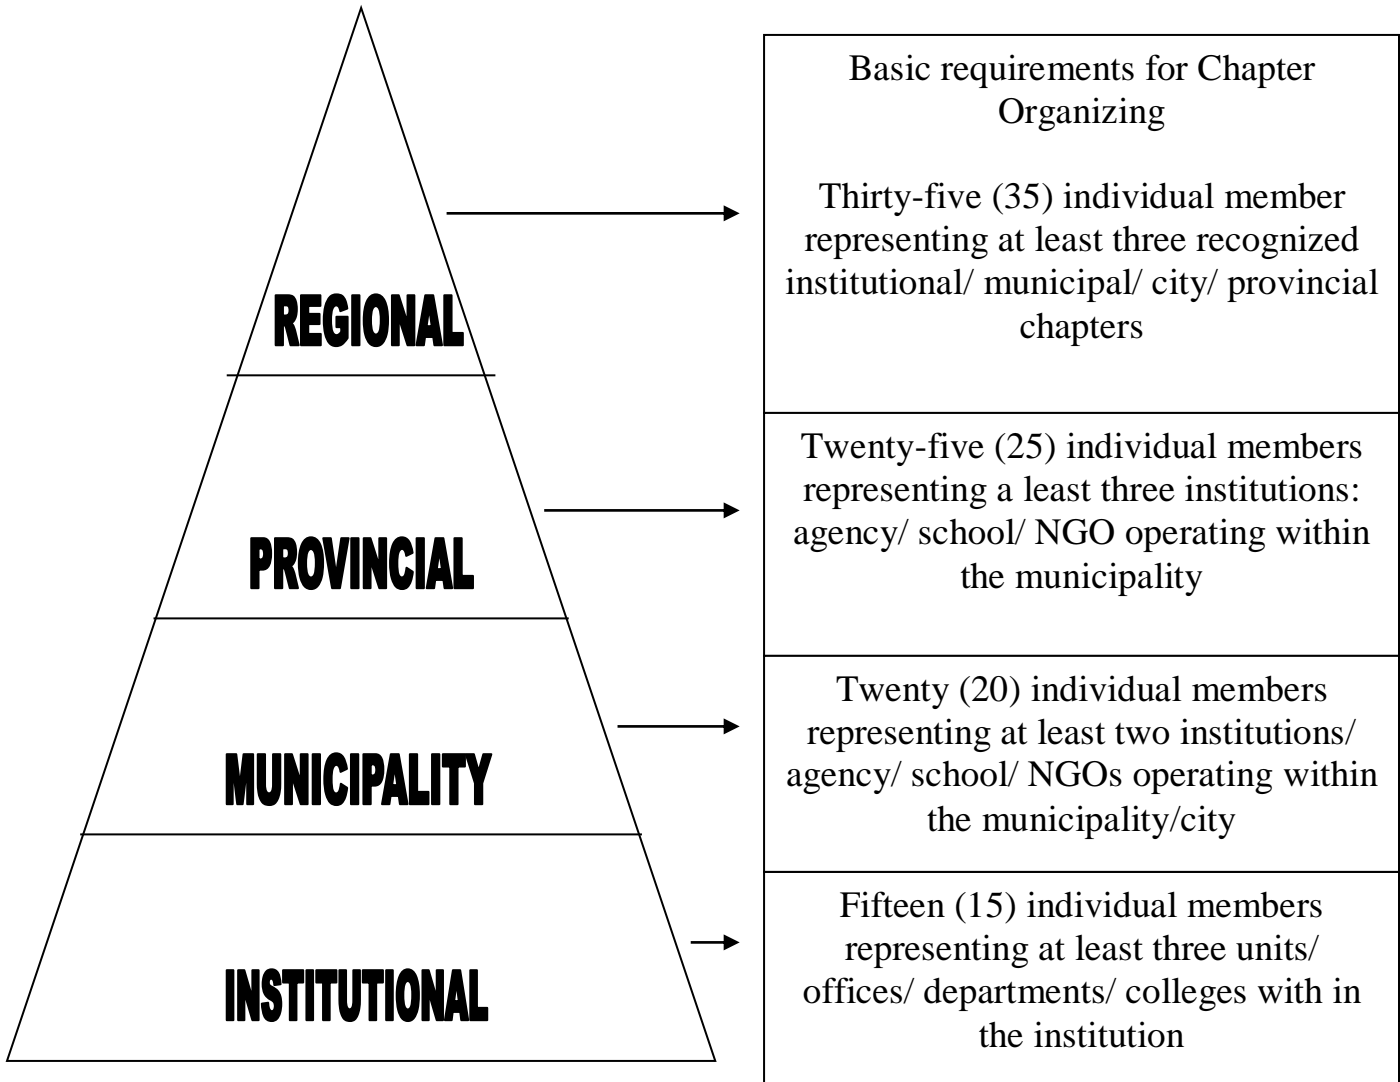 Basic requirements for Chapter
Organizing
Thirty-five (35) individual member
representing at least three recognized
institutional/ municipal/ city/ provincial
chapters
REGIONAL
Twenty-five (25) individual members
representing a least three institutions:
agency/ school/ NGO operating within
the municipality
PROVINCIAL
Twenty (20) individual members
representing at least two institutions/
agency/ school/ NGOs operating within
the municipality/city
MUNICIPALITY
Fifteen (15) individual members
representing at least three units/
offices/ departments/ colleges with in
the institution
INSTITUTIONAL